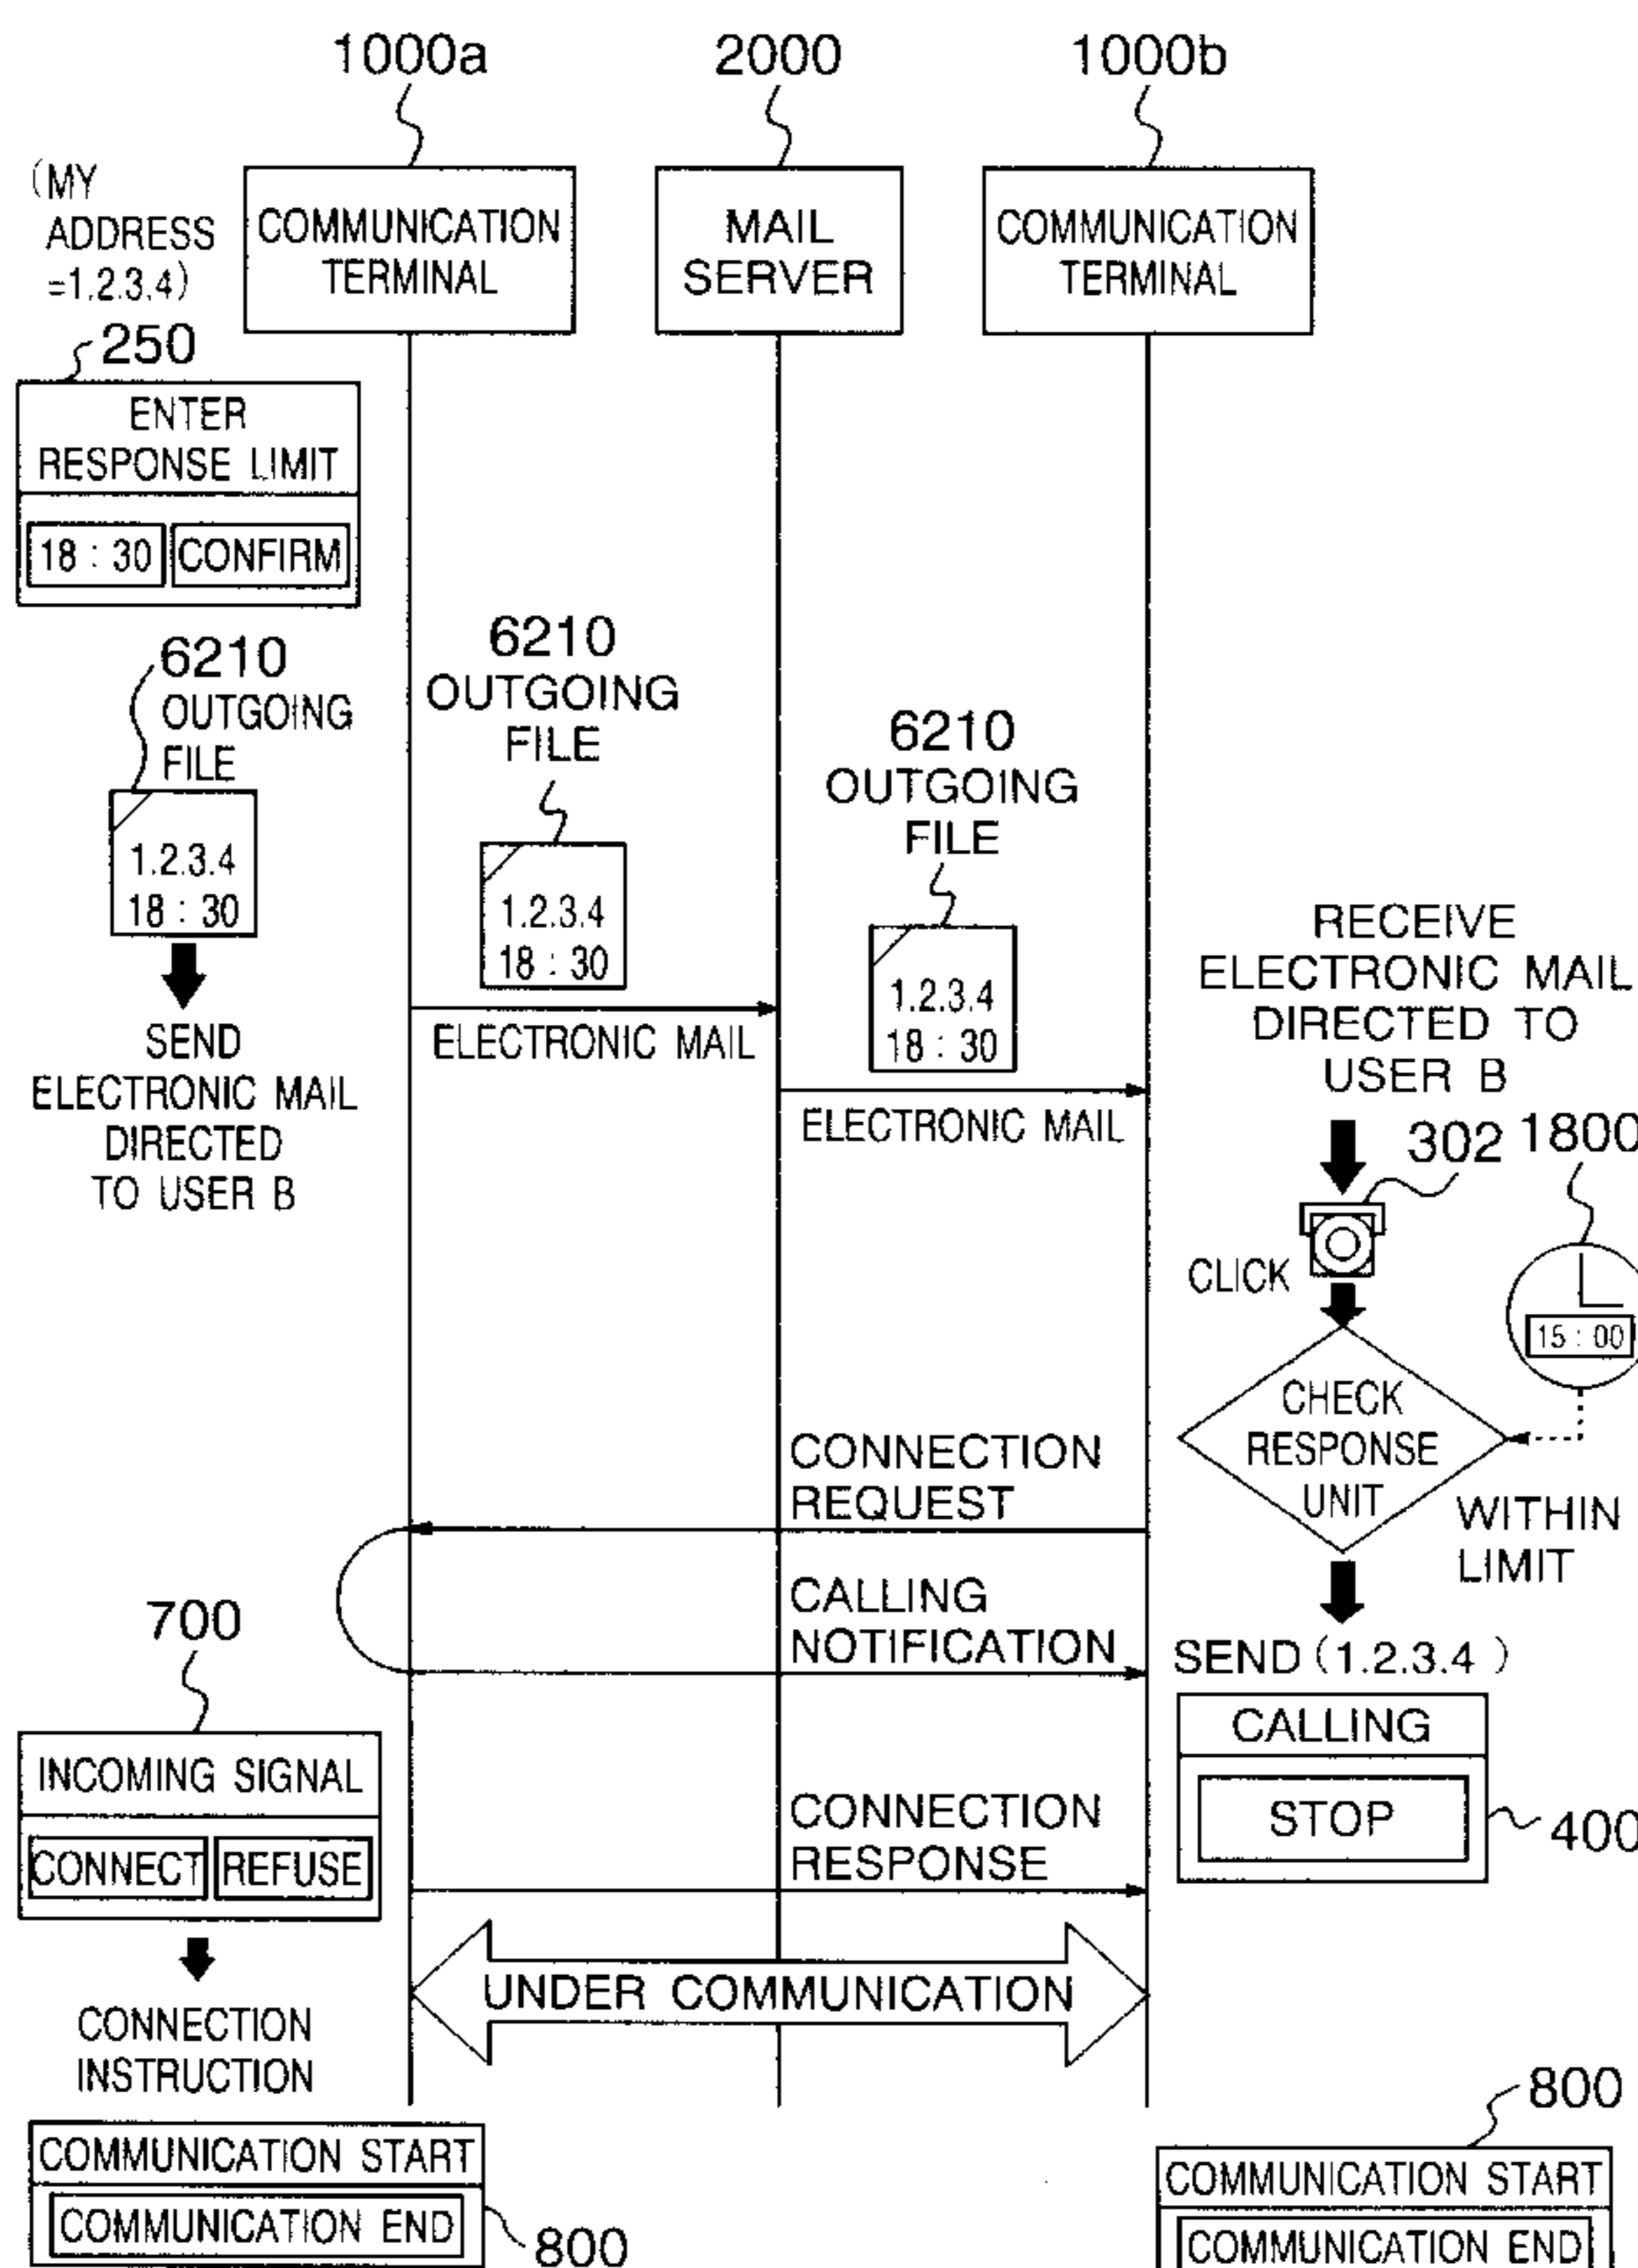 1000a
2000
1000b
(MY
ADDRESS
=1.2.3.4)
COMMUNICATION
TERMINAL
MAIL
SERVER
COMMUNICATION
TERMINAL
250
ENTER
RESPONSE LIMIT
18 : 30
CONFIRM
6210
OUTGOING
FILE
1.2.3.4
18 : 30
SEND
ELECTRONIC MAIL
DIRECTED
TO USER B
6210
OUTGOING
FILE
1.2.3.4
18 : 30
ELECTRONIC MAIL
6210
OUTGOING
FILE
1.2.3.4
18 : 30
ELECTRONIC MAIL
RECEIVE
ELECTRONIC MAIL
DIRECTED TO
USER B
302
1800
CLICK
15 : 00
CHECK
RESPONSE
UNIT
WITHIN
LIMIT
CONNECTION
REQUEST
CALLING
NOTIFICATION
SEND (1.2.3.4 )
CALLING
STOP
400
700
INCOMING SIGNAL
CONNECT
REFUSE
CONNECTION
RESPONSE
UNDER COMMUNICATION
CONNECTION
INSTRUCTION
COMMUNICATION START
COMMUNICATION END
800
800
COMMUNICATION START
COMMUNICATION END